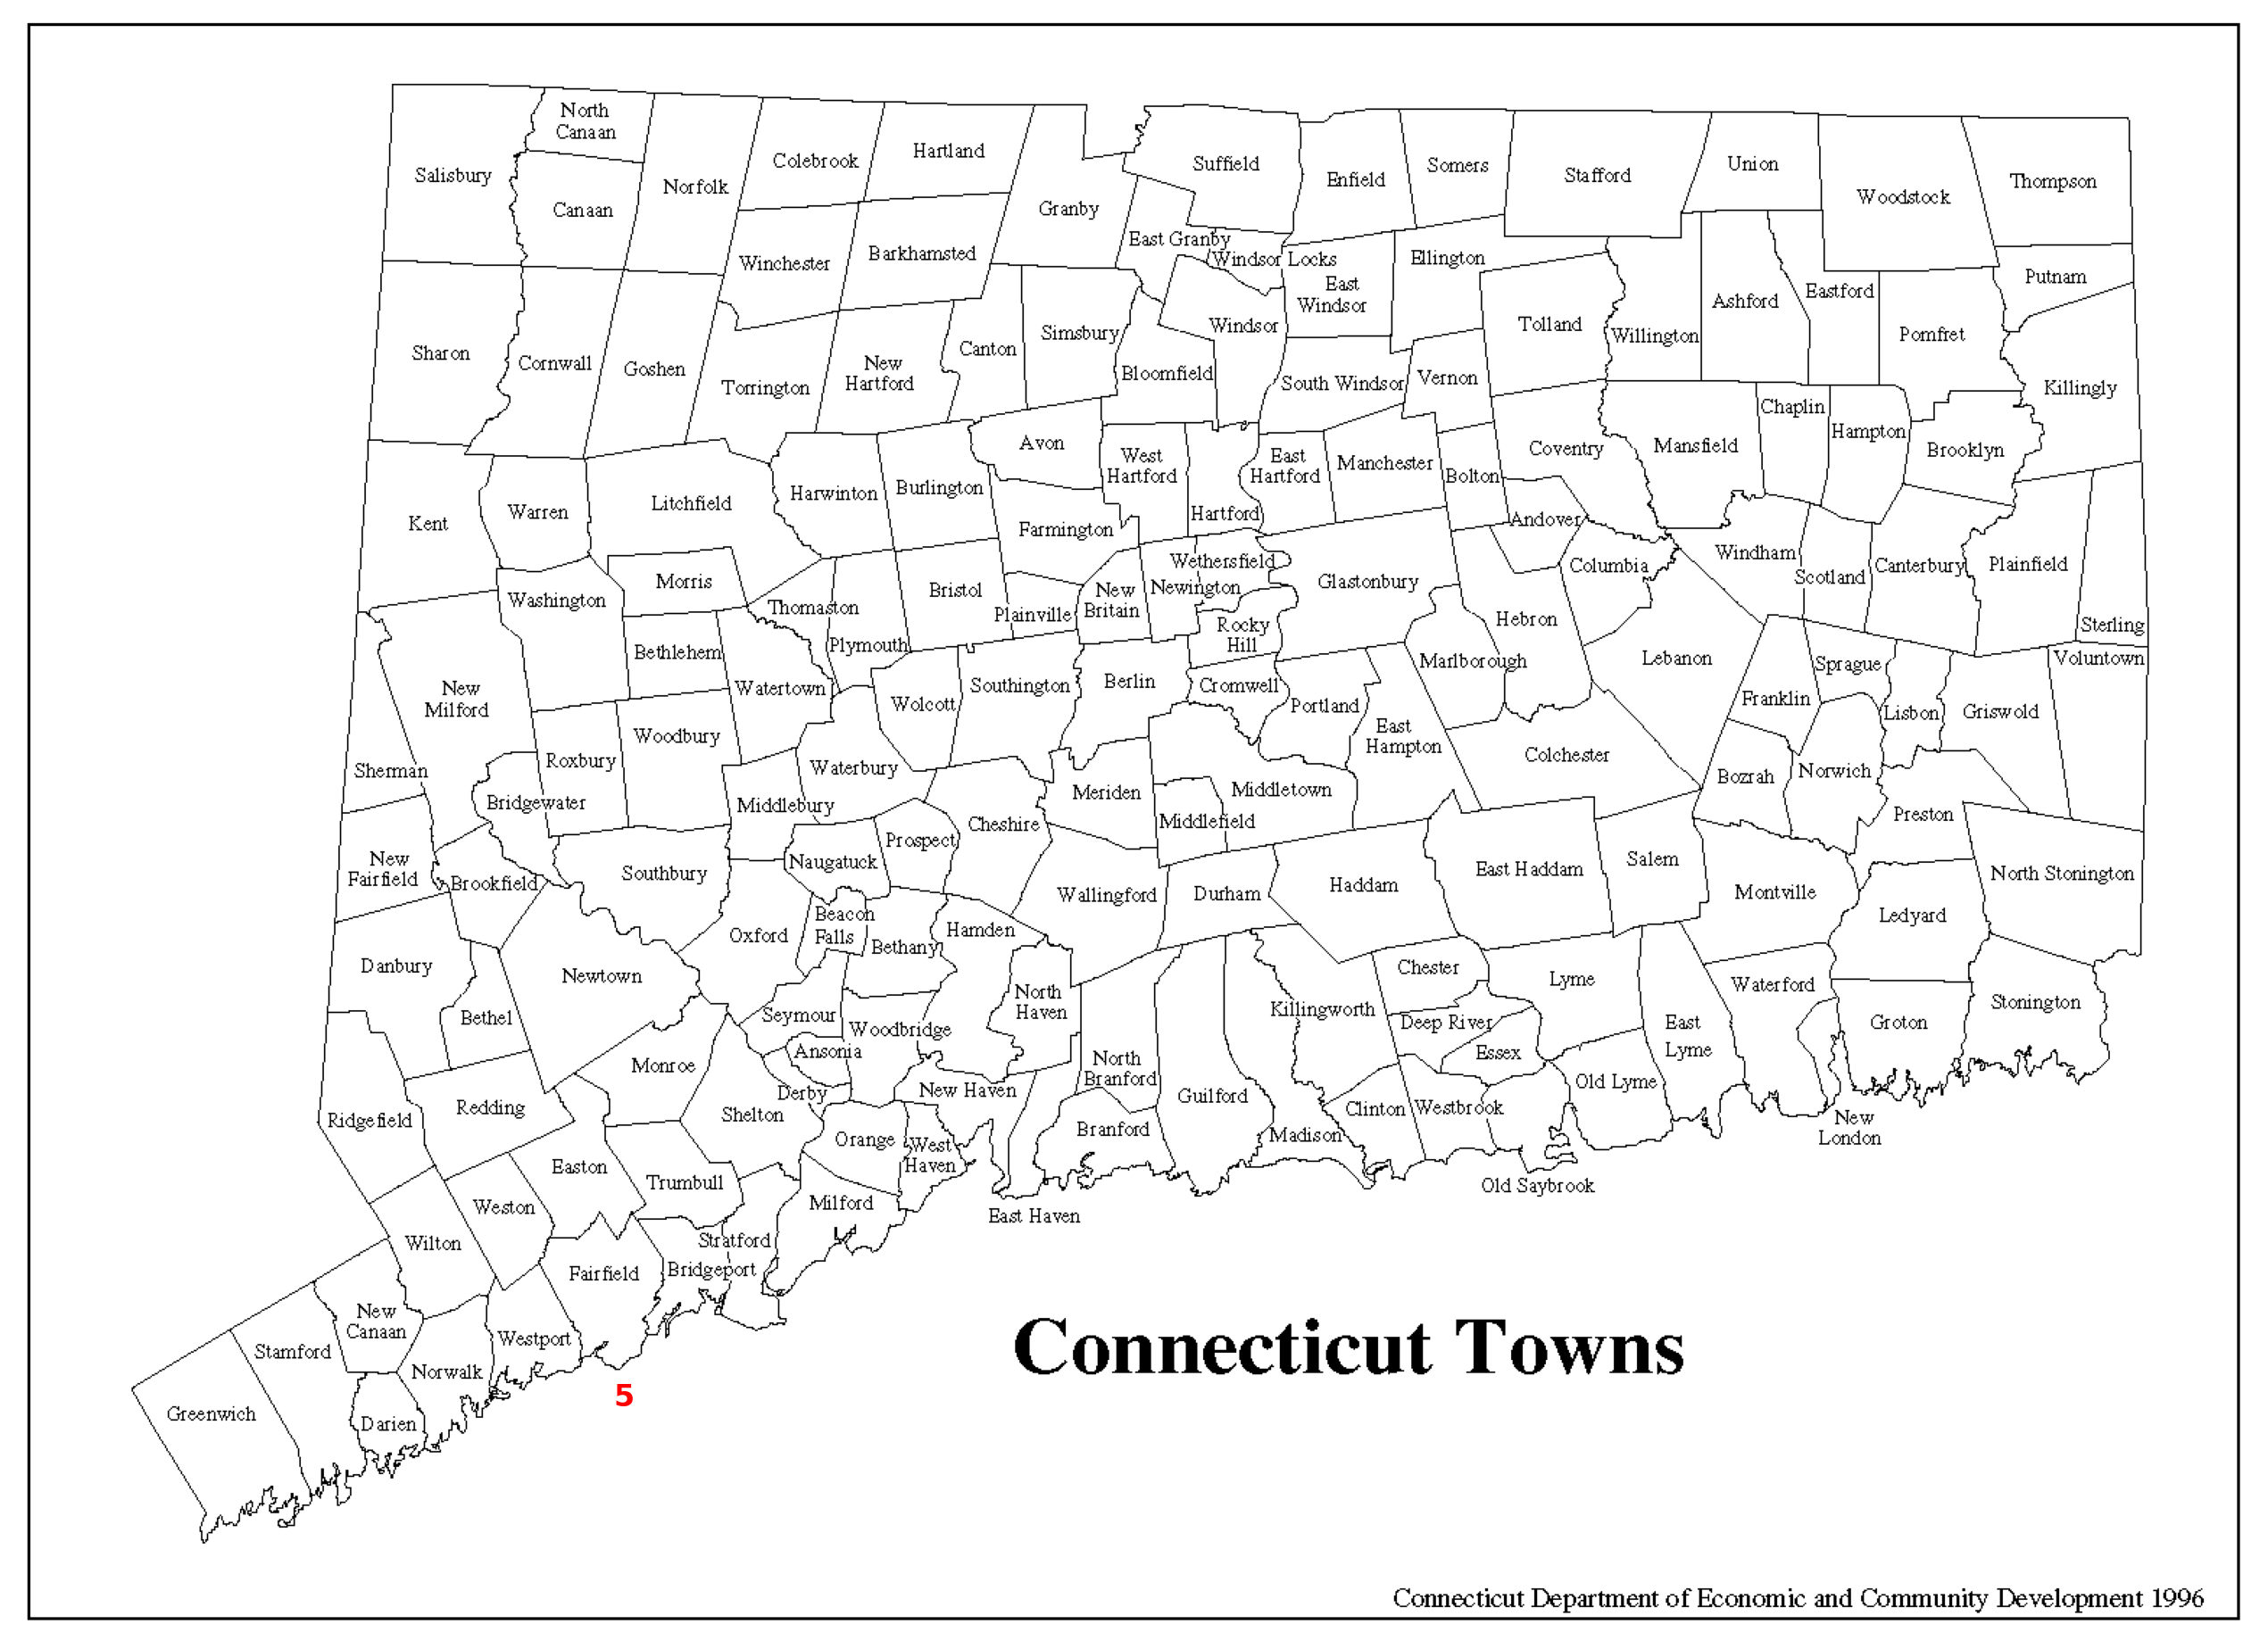 North
Canaan
Salisbury
Canaan
Norfolk
Colebrook
Hartland
Granby
Suffield
Enfield
Somers
Stafford
Union
Woodstock
Thompson
Winchester
Barkhamsted
East Granby
Windsor Locks
East
Windsor
Ellington
Tolland
Willington
Ashford
Eastford
Pomfret
Putnam
Sharon
Cornwall
Goshen
Torrington
New
Hartford
Canton
Simsbury
Bloomfield
Windsor
South Windsor
Vernon
Killingly
Chaplin
Hampton
Brooklyn
Mansfield
Coventry
Avon
West
Hartford
East
Hartford
Manchester
Bolton
Kent
Warren
Litchfield
Harwinton
Burlington
Farmington
Hartford
Andover
Columbia
Windham
Scotland
Canterbury
Plainfield
Sterling
Washington
Morris
Thomaston
Bristol
Plainville
New
Britain
Newington
Wethersfield
Rocky
Hill
Glastonbury
Hebron
Marlborough
Lebanon
Franklin
Sprague
Lisbon
Griswold
Voluntown
New
Milford
Bethlehem
Watertown
Plymouth
Wolcott
Southington
Berlin
Cromwell
Portland
East
Hampton
Colchester
Bozrah
Norwich
Preston
Sherman
Bridgewater
Roxbury
Woodbury
Middlebury
Waterbury
Cheshire
Meriden
Middlefield
Middletown
New
Fairfield
Brookfield
Southbury
Naugatuck
Prospect
Wallingford
Durham
Haddam
East Haddam
Salem
Montville
Ledyard
North Stonington
Danbury
Bethel
Newtown
Oxford
Beacon
Falls
Bethany
Hamden
North
Haven
Killingworth
Chester
Deep River
Essex
Lyme
East
Lyme
Waterford
Groton
Stonington
Seymour
Woodbridge
Ansonia
Derby
New Haven
North
Branford
Guilford
Madison
Clinton
Westbrook
Old Lyme
New
London
Ridgefield
Redding
Monroe
Shelton
Orange
West
Haven
Branford
Old Saybrook
East Haven
Easton
Trumbull
Milford
Weston
Wilton
Stratford
Bridgeport
Fairfield
New
Canaan
Westport
Stamford
Norwalk
Greenwich
Darien
5
Connecticut Towns
Connecticut Department of Economic and Community Development 1996